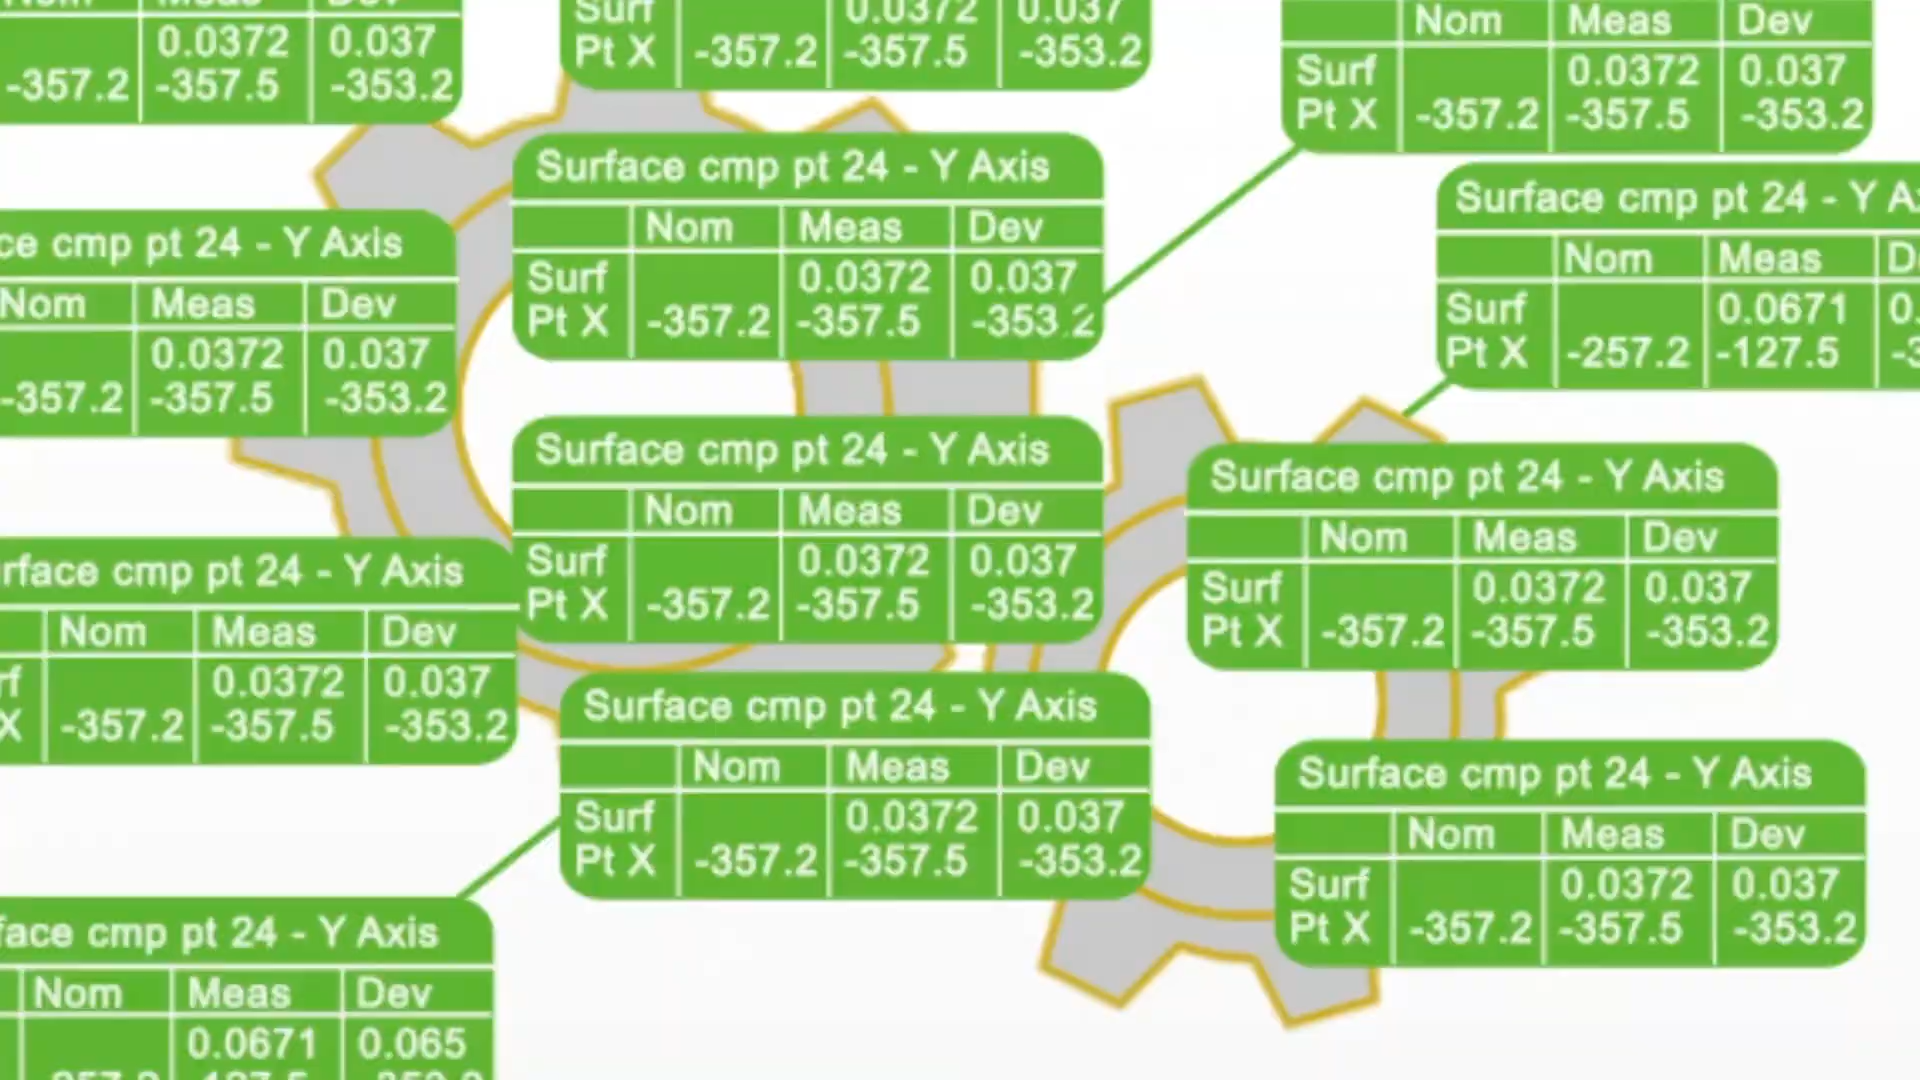 Meas Dev
0.0372 0.037
-357.2 -357.5 -353.2
Surf 0.0372 0.037
Pt X -357.2 -357.5 -353.2
Nom Meas Dev
Surf 0.0372 0.037
Pt X -357.2 -357.5 -353.2
Surface cmp pt 24 - Y Axis
Nom Meas Dev
Surf 0.0372 0.037
Pt X -357.2 -357.5 -353.2
Surface cmp pt 24 - Y A
Nom Meas D
Surf 0.0671 0.
Pt X -257.2 -127.5 -3
ce cmp pt 24 - Y Axis
Nom Meas Dev
0.0372 0.037
-357.2 -357.5 -353.2
Surface cmp pt 24 - Y Axis
Nom Meas Dev
Surf 0.0372 0.037
Pt X -357.2 -357.5 -353.2
Surface cmp pt 24 - Y Axis
Nom Meas Dev
Surf 0.0372 0.037
Pt X -357.2 -357.5 -353.2
rface cmp pt 24 - Y Axis
Nom Meas Dev
rf 0.0372 0.037
X -357.2 -357.5 -353.2
Surface cmp pt 24 - Y Axis
Nom Meas Dev
Surf 0.0372 0.037
Pt X -357.2 -357.5 -353.2
Surface cmp pt 24 - Y Axis
Nom Meas Dev
Surf 0.0372 0.037
Pt X -357.2 -357.5 -353.2
face cmp pt 24 - Y Axis
Nom Meas Dev
0.0671 0.065